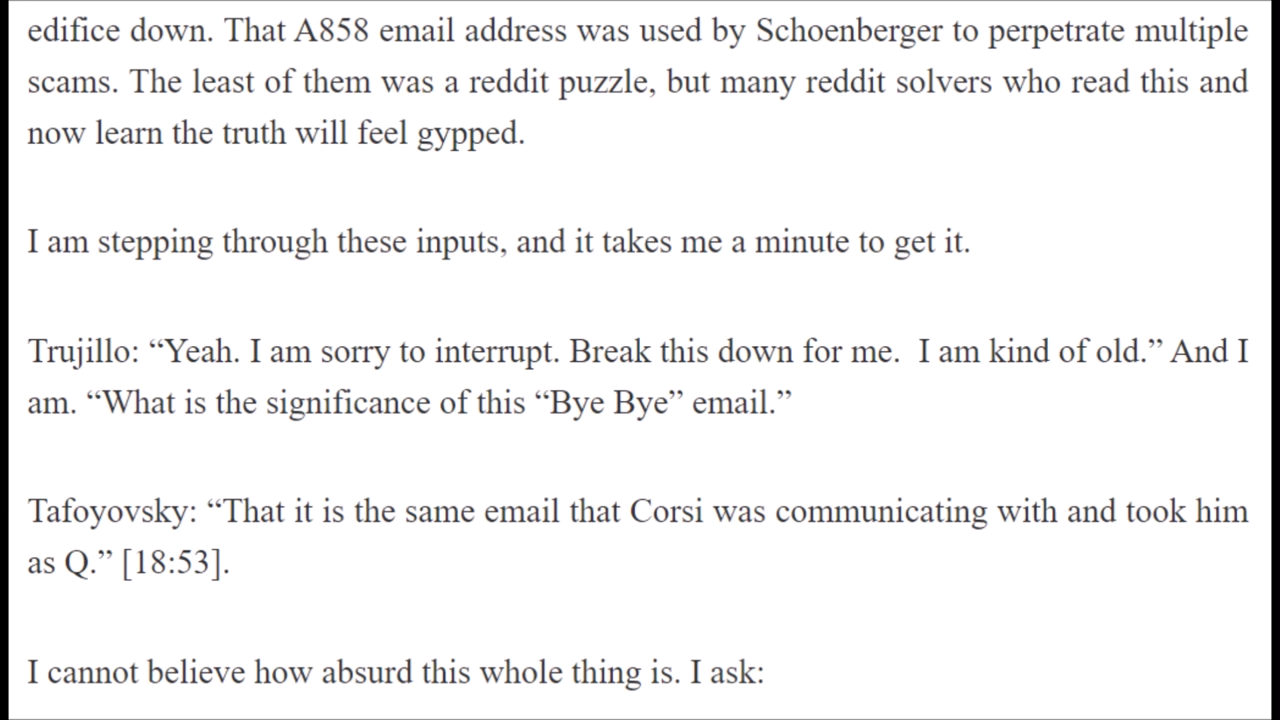 edifice down. That A858 email address was used by Schoenberger to perpetrate multiple
scams. The least of them was a reddit puzzle, but many reddit solvers who read this and
now learn the truth will feel gypped.
I am stepping through these inputs, and it takes me a minute to get it.
Trujillo: “Yeah. I am sorry to interrupt. Break this down for me.  I am kind of old.” And I
am. “What is the significance of this “Bye Bye” email.”
Tafoyovsky: “That it is the same email that Corsi was communicating with and took him
as Q.” [18:53].
I cannot believe how absurd this whole thing is. I ask: